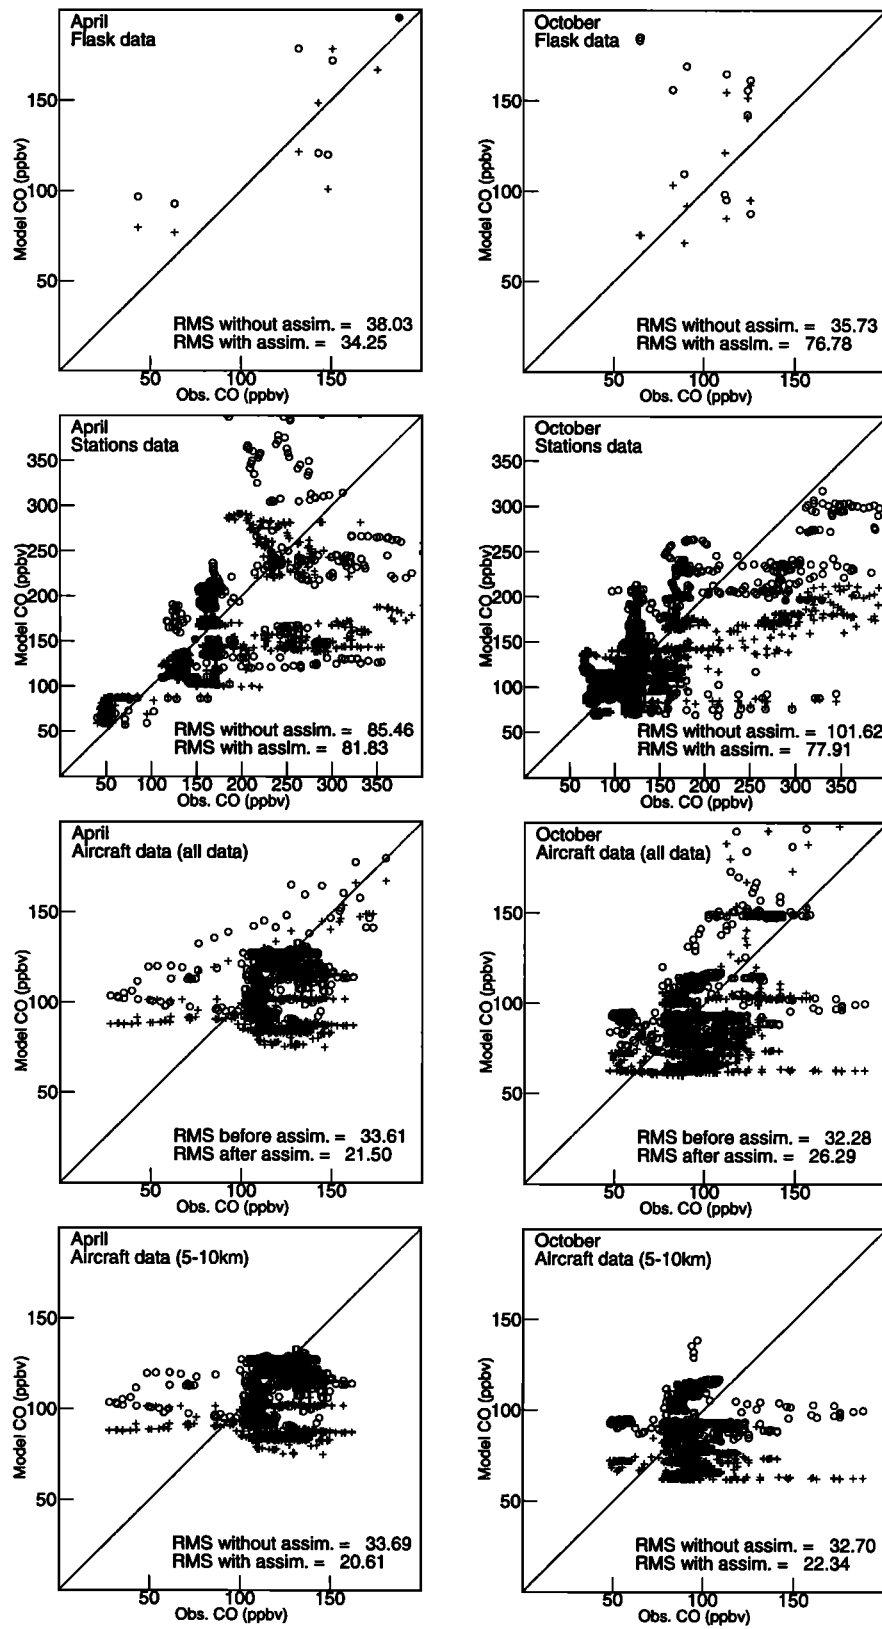 April
Flask data
150
100
50
Model CO (ppbv)
RMS without assim. = 38.03
RMS with assim. = 34.25
50 100 150
Obs. CO (ppbv)
October
Flask data
150
100
50
Model CO (ppbv)
RMS without assim. = 35.73
RMS with assim. = 76.78
50 100 150
Obs. CO (ppbv)
April
Stations data
350
300
250
200
150
100
50
Model CO (ppbv)
RMS without assim. = 85.46
RMS with assim. = 81.83
50 100 150 200 250 300 350
Obs. CO (ppbv)
October
Stations data
350
300
250
200
150
100
50
Model CO (ppbv)
RMS without assim. = 101.62
RMS with assim. = 77.91
50 100 150 200 250 300 350
Obs. CO (ppbv)
April
Aircraft data (all data)
150
100
50
Model CO (ppbv)
RMS before assim. = 33.61
RMS after assim. = 21.50
50 100 150
Obs. CO (ppbv)
October
Aircraft data (all data)
150
100
50
Model CO (ppbv)
RMS before assim. = 32.28
RMS after assim. = 26.29
50 100 150
Obs. CO (ppbv)
April
Aircraft data (5-10km)
150
100
50
Model CO (ppbv)
RMS without assim. = 33.69
RMS with assim. = 20.61
50 100 150
Obs. CO (ppbv)
October
Aircraft data (5-10km)
150
100
50
Model CO (ppbv)
RMS without assim. = 32.70
RMS with assim. = 22.34
50 100 150
Obs. CO (ppbv)